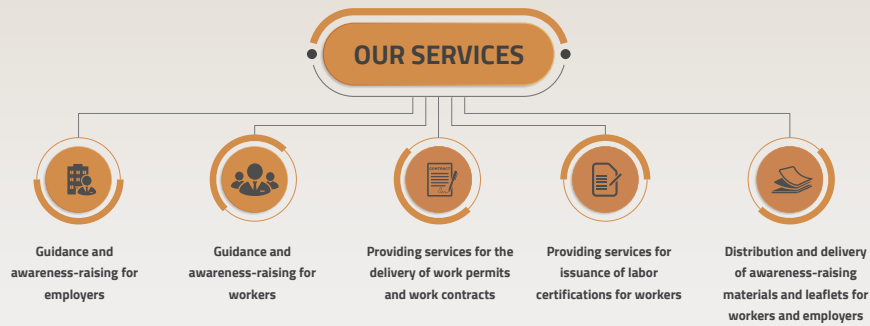 OUR SERVICES
Guidance and
awareness-raising for
employers
Guidance and
awareness-raising for
workers
CONTRACT
Providing services for the
delivery of work permits
and work contracts
Providing services for
issuance of labor
certifications for workers
Distribution and delivery
of awareness-raising
materials and leaflets for
workers and employers